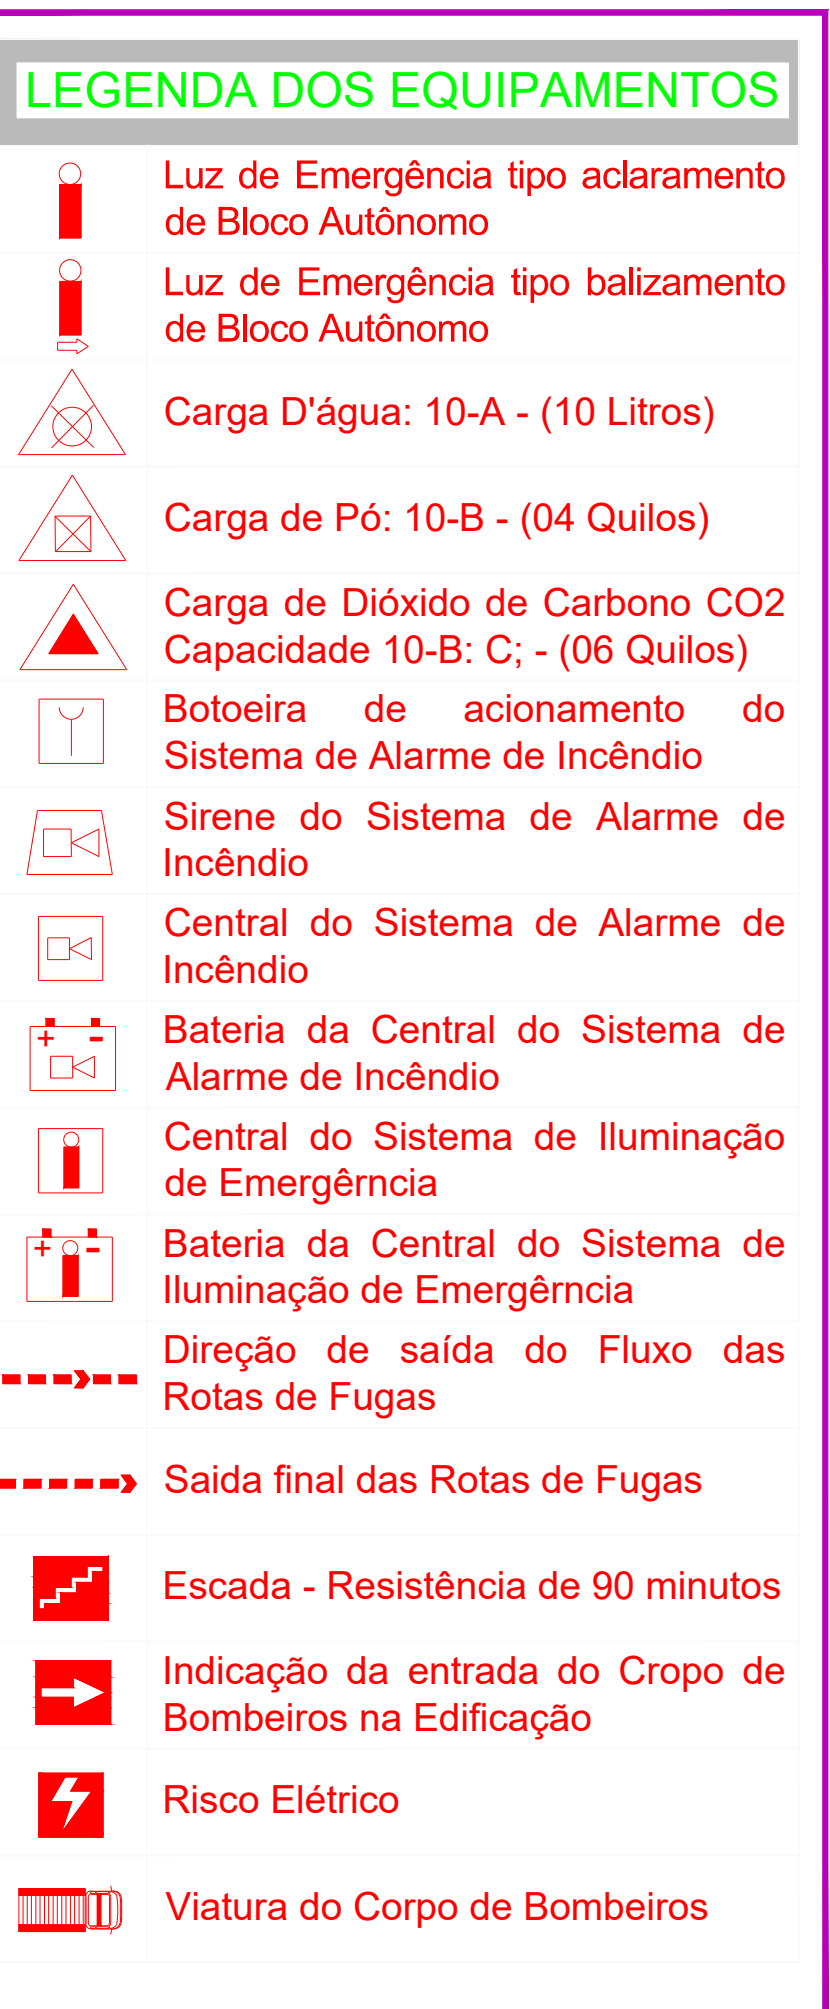 LEGENDA DOS EQUIPAMENTOS
Luz de Emergência tipo aclaramento
de Bloco Autônomo
Luz de Emergência tipo balizamento
de Bloco Autônomo
Carga D'água: 10-A - (10 Litros)
Carga de Pó: 10-B - (04 Quilos)
Carga de Dióxido de Carbono CO2
Capacidade 10-B: C; - (06 Quilos)
Botoeira de acionamento do
Sistema de Alarme de Incêndio
Sirene do Sistema de Alarme de
Incêndio
Central do Sistema de Alarme de
Incêndio
+ -
Bateria da Central do Sistema de
Alarme de Incêndio
Central do Sistema de Iluminação
de Emergêrncia
+ -
Bateria da Central do Sistema de
Iluminação de Emergêrncia
Direção de saída do Fluxo das
Rotas de Fugas
Saida final das Rotas de Fugas
Escada - Resistência de 90 minutos
Indicação da entrada do Cropo de
Bombeiros na Edificação
Risco Elétrico
Viatura do Corpo de Bombeiros